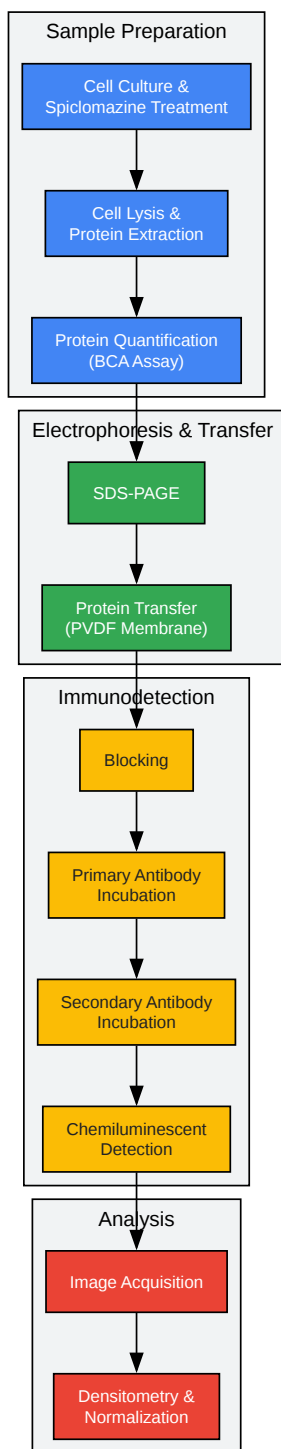 Sample Preparation
Cell Culture &
Spiclomazine Treatment
Cell Lysis &
Protein Extraction
Protein Quantification
(BCA Assay)
Electrophoresis & Transfer
SDS-PAGE
Protein Transfer
(PVDF Membrane)
Immunodetection
Blocking
Primary Antibody
Incubation
Secondary Antibody
Incubation
Chemiluminescent
Detection
Analysis
Image Acquisition
Densitometry &
Normalization